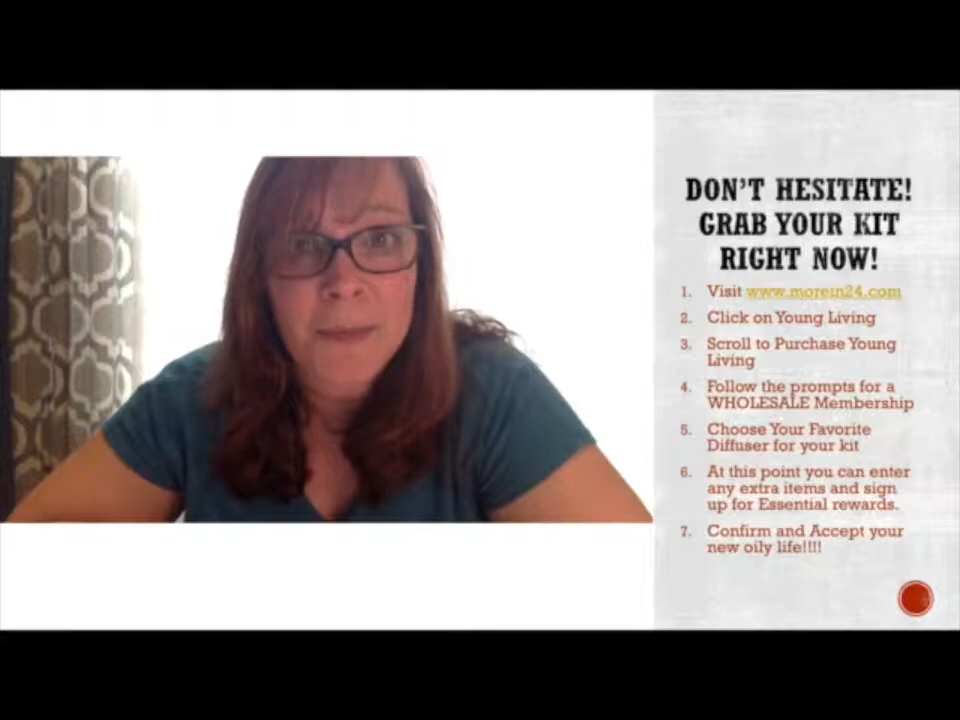 DON'T HESITATE!
GRAB YOUR KIT
RIGHT NOW!
1. Visit www.morein24.com
2. Click on Young Living
3. Scroll to Purchase Young
Living
4. Follow the prompts for a
WHOLESALE Membership
5. Choose Your Favorite
Diffuser for your kit
6. At this point you can enter
any extra items and sign
up for Essential rewards.
7. Confirm and Accept your
new oily life!!!!